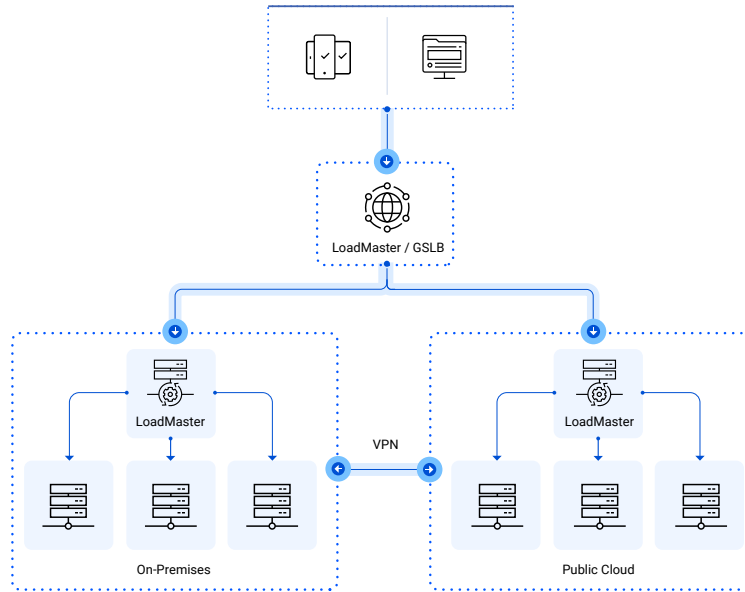 LoadMaster / GSLB
LoadMaster
LoadMaster
VPN
On-Premises
Public Cloud